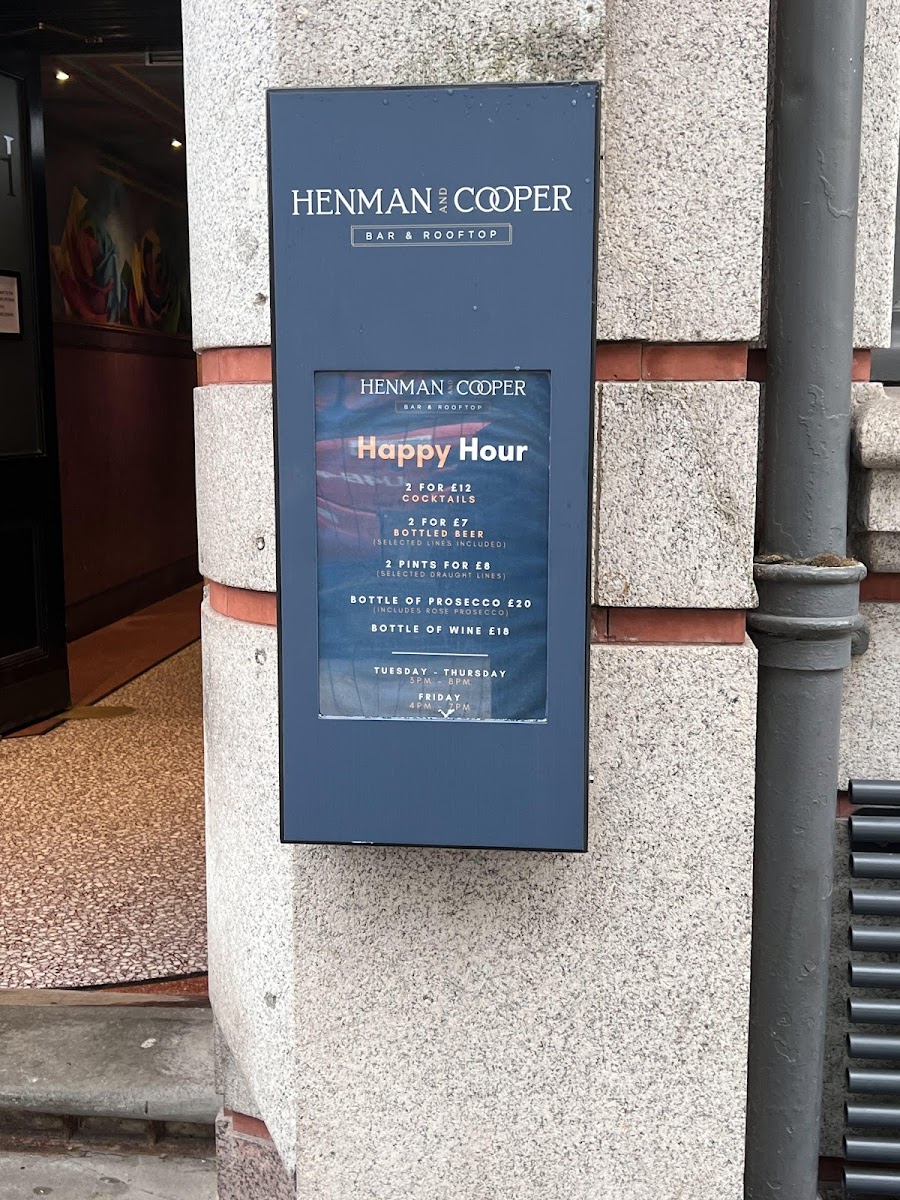 HENMAN AND COOPER
BAR & ROOFTOP
HENMAN AND COOPER
BAR & ROOFTOP
Happy Hour
2 FOR £12
COCKTAILS
2 FOR £7
BOTTLED BEER
(SELECTED LINES INCLUDED)
2 PINTS FOR £8
(SELECTED DRAUGHT LINES)
BOTTLE OF PROSECCO £20
(INCLUDES ROSE PROSECCO)
BOTTLE OF WINE £18
TUESDAY - THURSDAY
3PM - 8PM
FRIDAY
4PM - 7PM